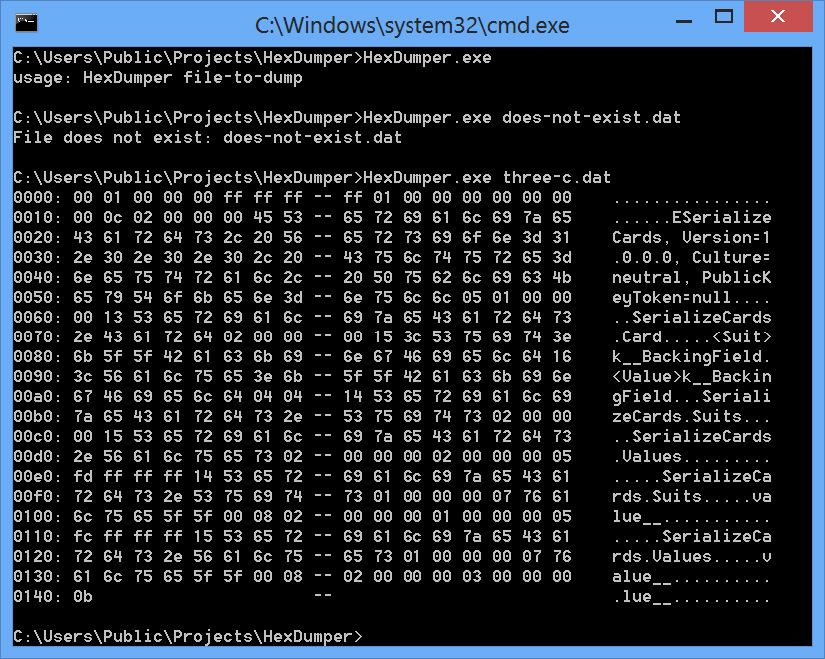 C:\Windows\system32\cmd.exe
C:\Users\Public\Projects\HexDumper>HexDumper.exe
usage: HexDumper file-to-dump
C:\Users\Public\Projects\HexDumper>HexDumper.exe does-not-exist.dat
File does not exist: does-not-exist.dat
C:\Users\Public\Projects\HexDumper>HexDumper.exe three-c.dat
0000: 00 01 00 00 00 ff ff ff -- ff 01 00 00 00 00 00 00    ................
0010: 00 0c 02 00 00 00 45 53 -- 65 72 69 61 6c 69 7a 65    ......ESerialize
0020: 43 61 72 64 73 2c 20 56 -- 65 72 73 69 6f 6e 3d 31    Cards, Version=1
0030: 2e 30 2e 30 2e 30 2c 20 -- 43 75 6c 74 75 72 65 3d    .0.0.0, Culture=
0040: 6e 65 75 74 72 61 6c 2c -- 20 50 75 62 6c 69 63 4b    neutral, PublicK
0050: 65 79 54 6f 6b 65 6e 3d -- 6e 75 6c 6c 05 01 00 00    eyToken=null....
0060: 00 13 53 65 72 69 61 6c -- 69 7a 65 43 61 72 64 73    ..SerializeCards
0070: 2e 43 61 72 64 02 00 00 -- 00 15 3c 53 75 69 74 3e    .Card.....<Suit>
0080: 6b 5f 5f 42 61 63 6b 69 -- 6e 67 46 69 65 6c 64 16    k__BackingField.
0090: 3c 56 61 6c 75 65 3e 6b -- 5f 5f 42 61 63 6b 69 6e    <Value>k__Backin
00a0: 67 46 69 65 6c 64 04 04 -- 14 53 65 72 69 61 6c 69    gField...Seriali
00b0: 7a 65 43 61 72 64 73 2e -- 53 75 69 74 73 02 00 00    zeCards.Suits...
00c0: 00 15 53 65 72 69 61 6c -- 69 7a 65 43 61 72 64 73    ..SerializeCards
00d0: 2e 56 61 6c 75 65 73 02 -- 00 00 00 02 00 00 00 05    .Values.........
00e0: fd ff ff ff 14 53 65 72 -- 69 61 6c 69 7a 65 43 61    .....SerializeCa
00f0: 72 64 73 2e 53 75 69 74 -- 73 01 00 00 00 07 76 61    rds.Suits.....va
0100: 6c 75 65 5f 5f 00 08 02 -- 00 00 00 01 00 00 00 05    lue__...........
0110: fc ff ff ff 15 53 65 72 -- 69 61 6c 69 7a 65 43 61    .....SerializeCa
0120: 72 64 73 2e 56 61 6c 75 -- 65 73 01 00 00 00 07 76    rds.Values.....v
0130: 61 6c 75 65 5f 5f 00 08 -- 02 00 00 00 03 00 00 00    alue__..........
0140: 0b                      --                            .lue__..........
C:\Users\Public\Projects\HexDumper>